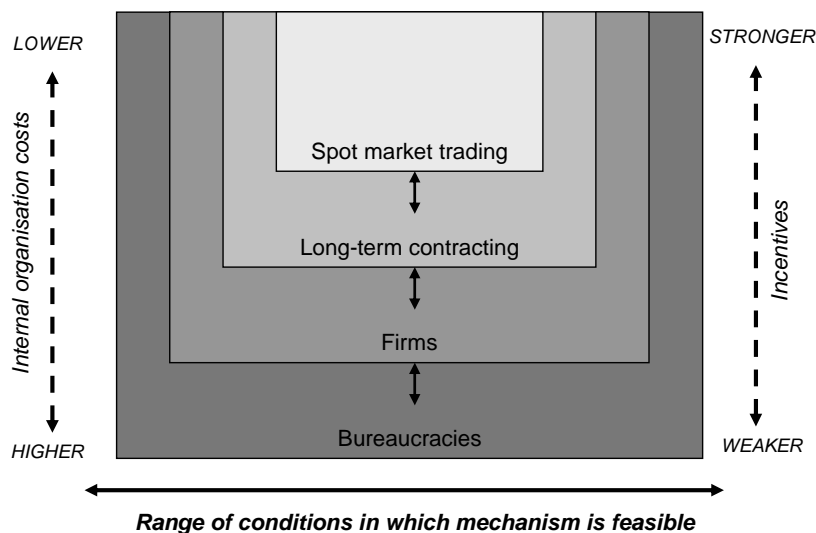 LOWER
STRONGER
Internal organisation costs
Spot market trading
Long-term contracting
Incentives
Firms
Bureaucracies
HIGHER
WEAKER
Range of conditions in which mechanism is feasible